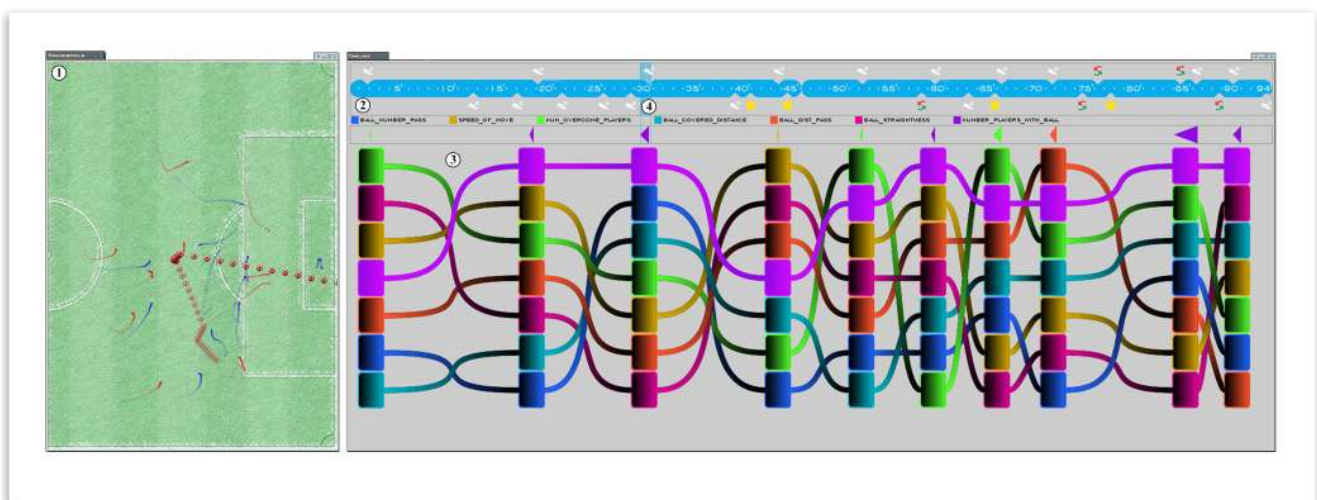 1
5' 10' 15' 20' 25' 30' 35' 40' 45' 50' 55' 60' 65' 70' 75' 80' 85' 90 94
2
4
BALL_NUMBER_PASS SPEED_OF_MOVE NUM_OVERCOME_PLAYERS BALL_COVERED_DISTANCE BALL_DIST_PASS BALL_STRAIGHTNESS NUMBER_PLAYERS_WITH_BALL
3